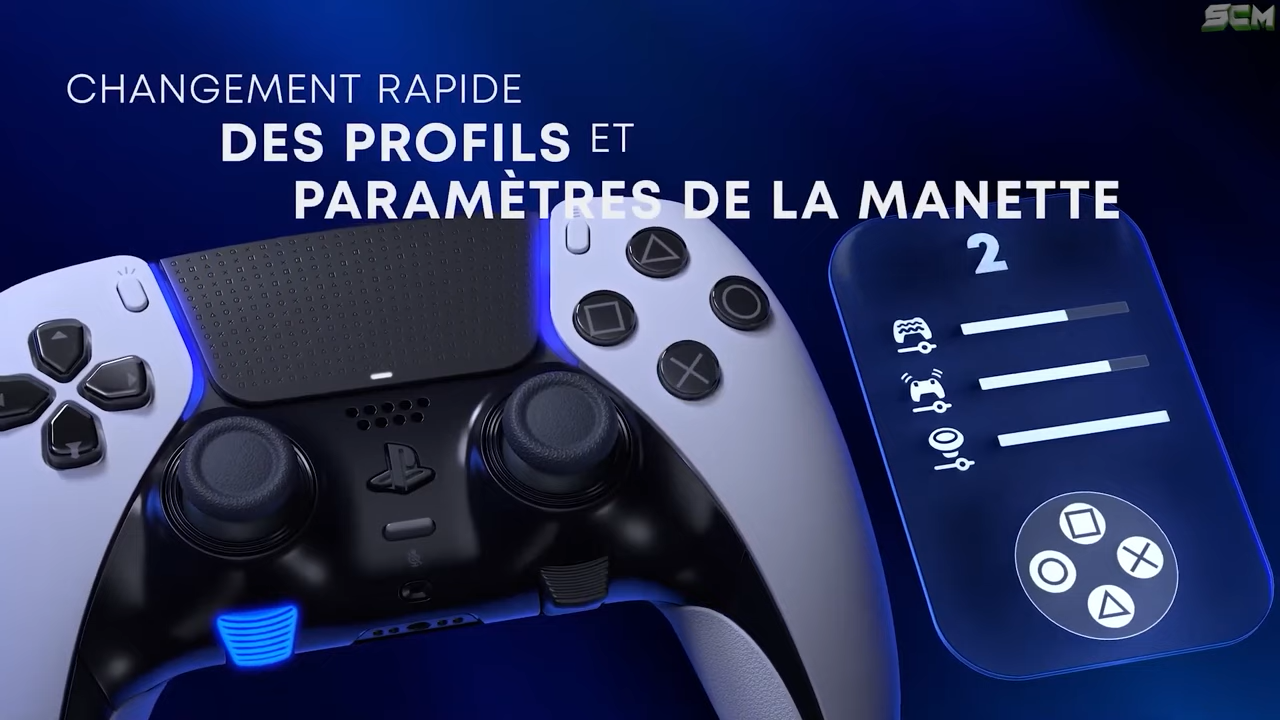 SCM
CHANGEMENT RAPIDE
DES PROFILS ET
PARAMÈTRES DE LA MANETTE
2